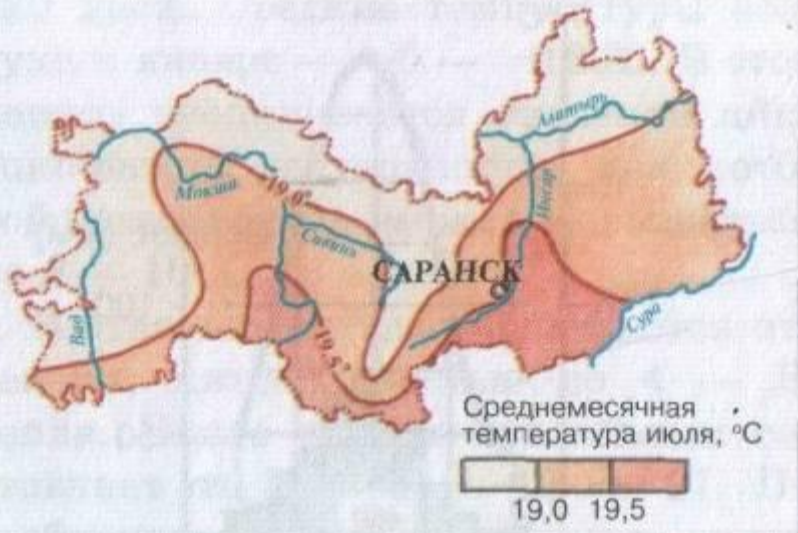 Алатырь
Мокша
19.0°
Инсар
Сивинь
САРАНСК
Вад
19.5°
Сура
Среднемесячная
температура июля, °С
19,0 19,5